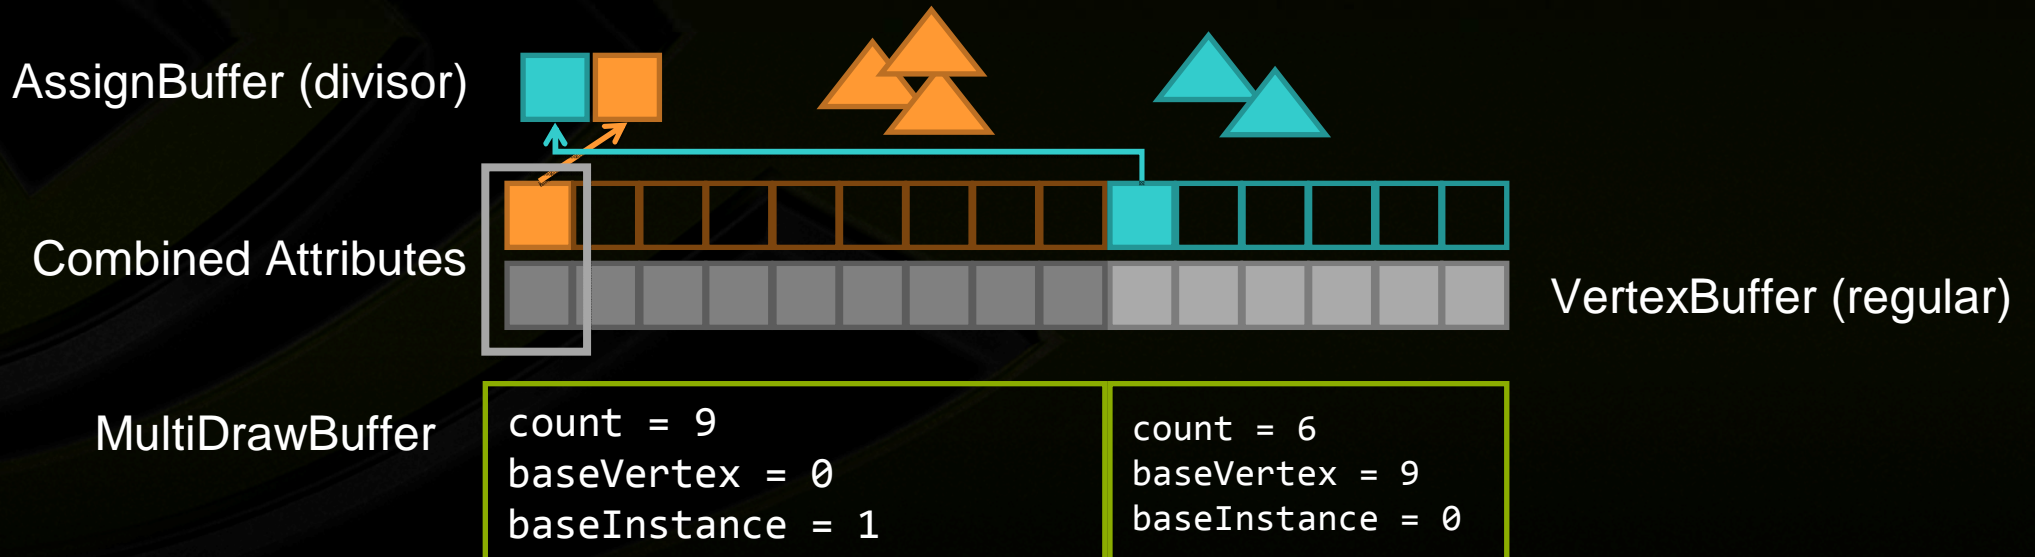 AssignBuffer (divisor)
Combined Attributes
VertexBuffer (regular)
MultiDrawBuffer
count = 9
baseVertex = 0
baseInstance = 1
count = 6
baseVertex = 9
baseInstance = 0